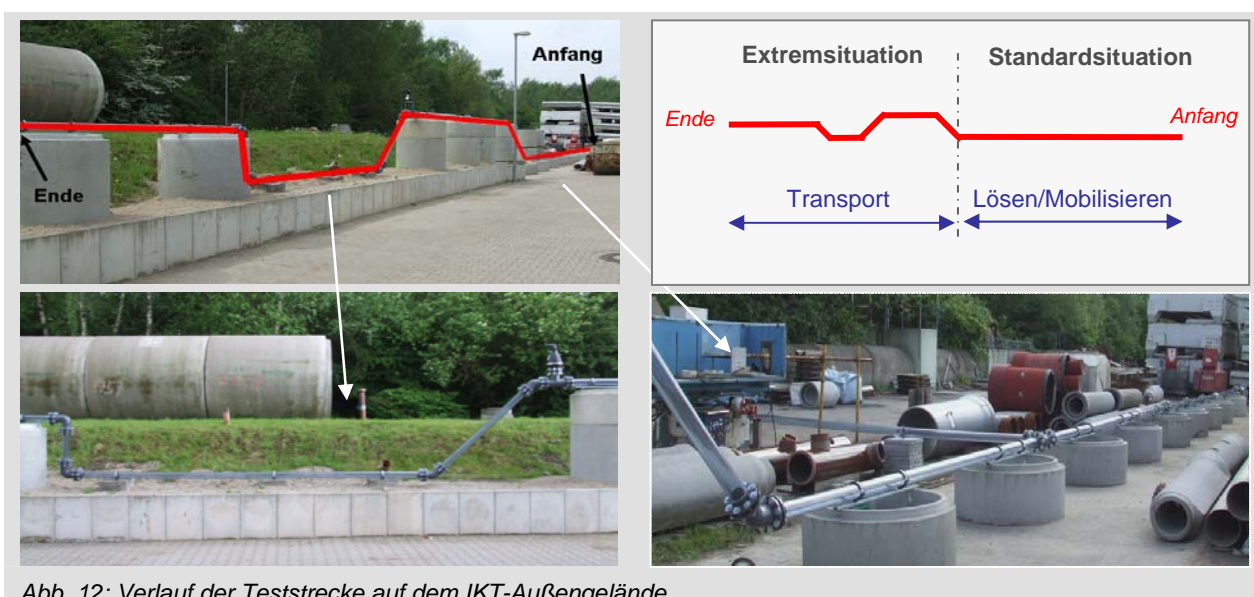 Anfang
Ende
Extremsituation
Standardsituation
Ende
Anfang
Transport
Lösen/Mobilisieren
Abb. 12: Verlauf der Teststrecke auf dem IKT-Außengelände